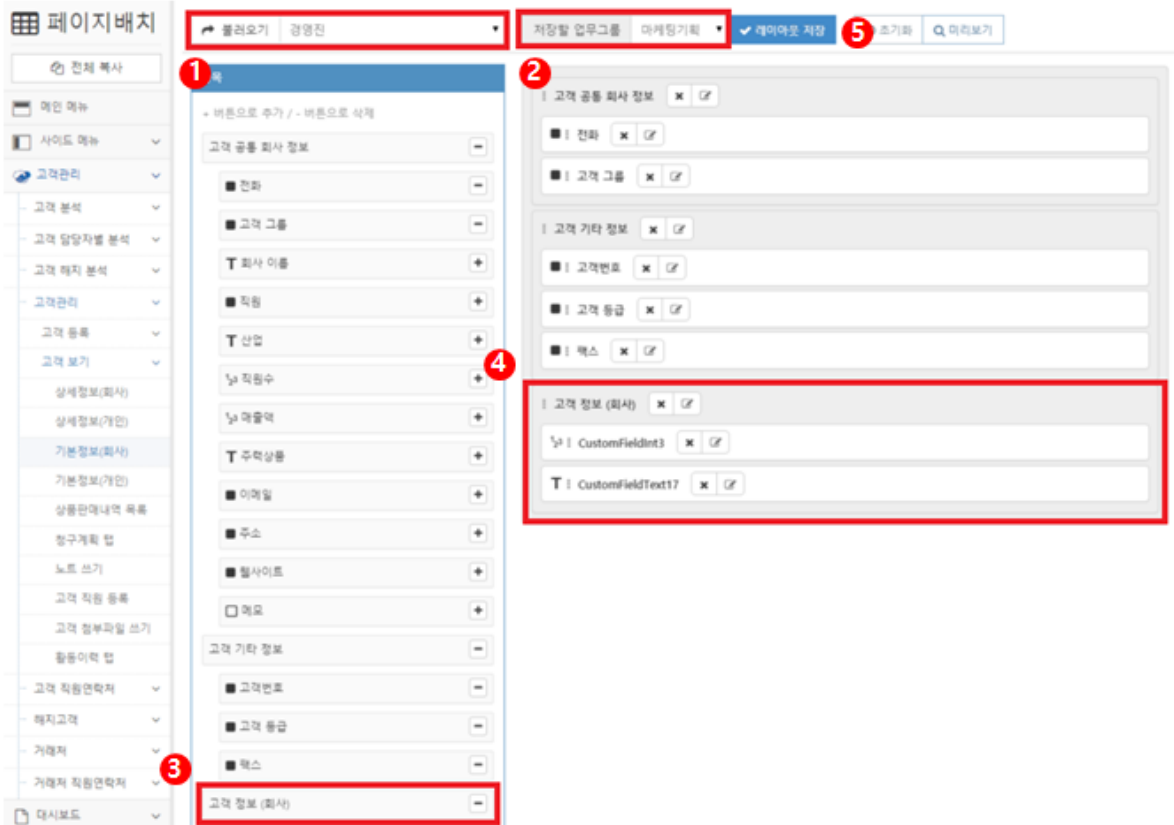 페이지배치
전체 복사
메인 메뉴
사이드 메뉴
고객관리
고객 분석
고객 담당자별 분석
고객 해지 분석
고객관리
고객 등록
고객 보기
상세정보(회사)
상세정보(개인)
기본정보(회사)
기본정보(개인)
상품판매내역 목록
청구계획 탭
노트 쓰기
고객 직원 등록
고객 첨부파일 쓰기
활동이력 탭
고객 직원연락처
해지고객
거래처
거래처 직원연락처
대시보드
불러오기 경영진
저장할 업무그룹 마케팅기획 레이아웃 저장 5 초기화 미리보기
1 목
+ 버튼으로 추가 / - 버튼으로 삭제
고객 공통 회사 정보
전화
고객 그룹
T 회사 이름
직원
T 산업
직원수
매출액
T 주력상품
이메일
주소
웹사이트
메모
고객 기타 정보
고객번호
고객 등급
팩스
3
고객 정보 (회사)
2
고객 공통 회사 정보
전화
고객 그룹
고객 기타 정보
고객번호
고객 등급
팩스
4
고객 정보 (회사)
CustomFieldInt3
T CustomFieldText17